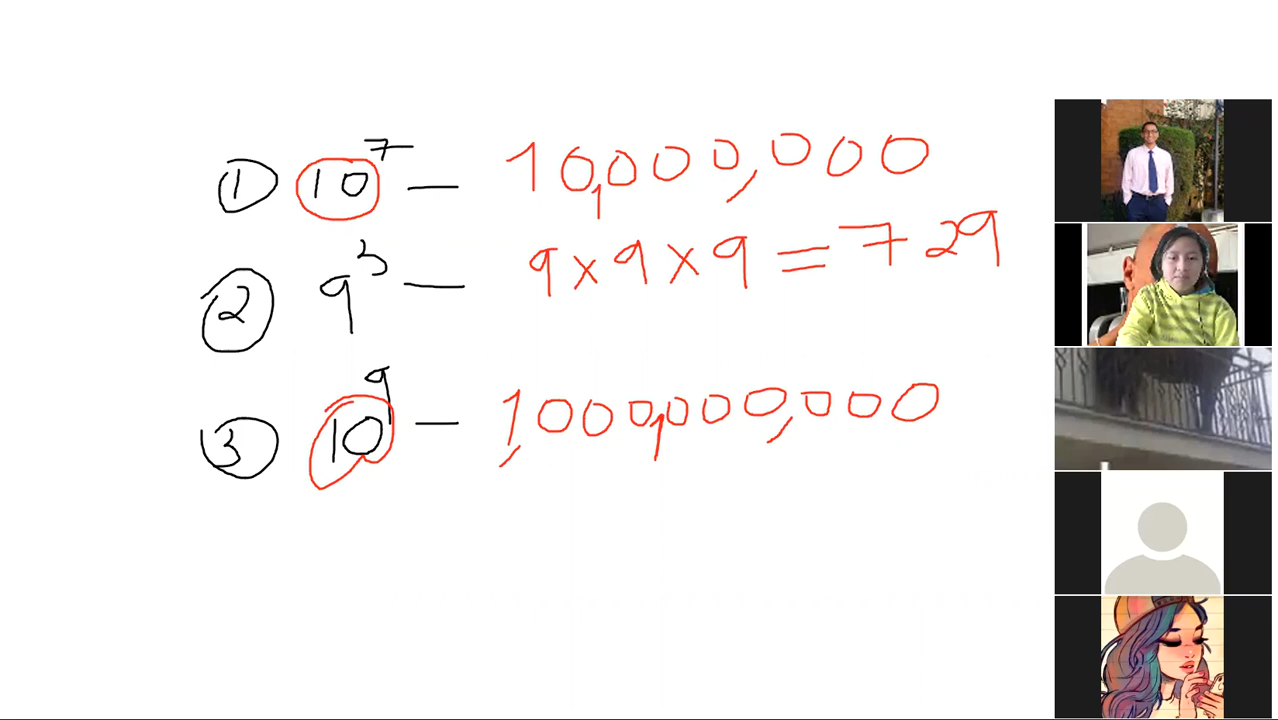 ① 10⁷ — 10,000,000
② 9³ — 9 x 9 x 9 = 729
③ 10⁹ — 1,000,000,000